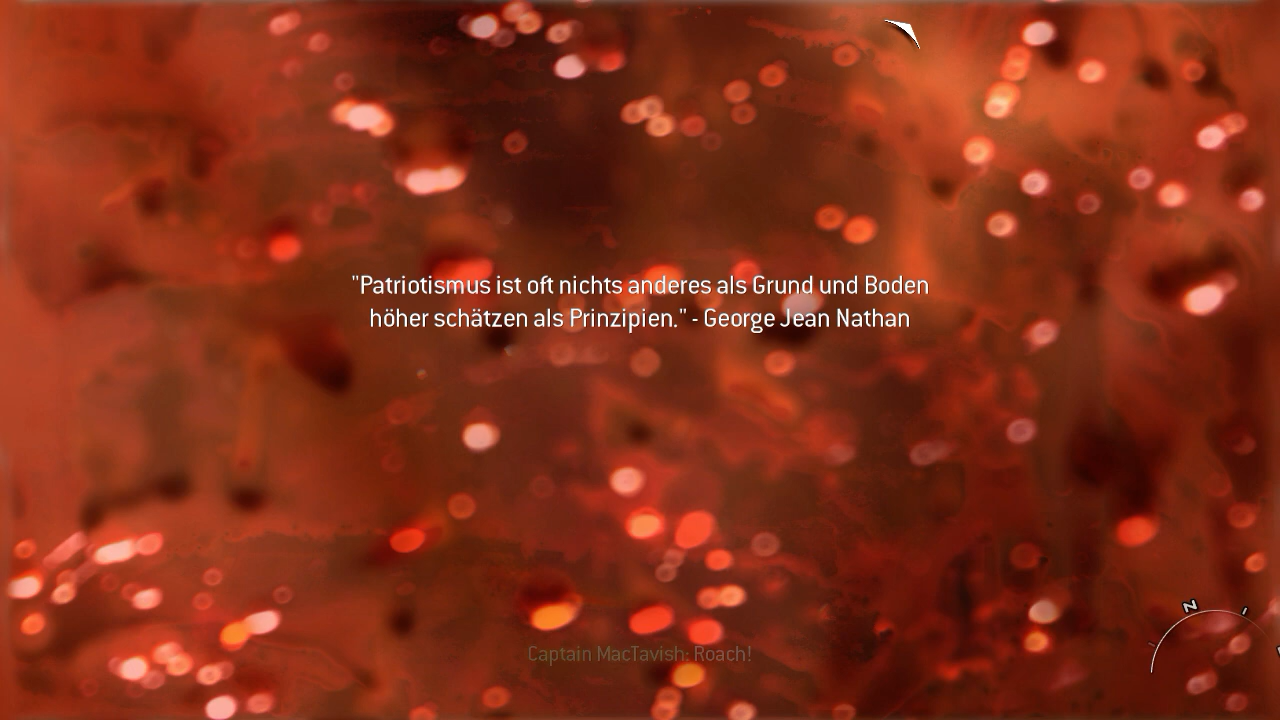 "Patriotismus ist oft nichts anderes als Grund und Boden
höher schätzen als Prinzipien." - George Jean Nathan
Captain MacTavish: Roach!
N